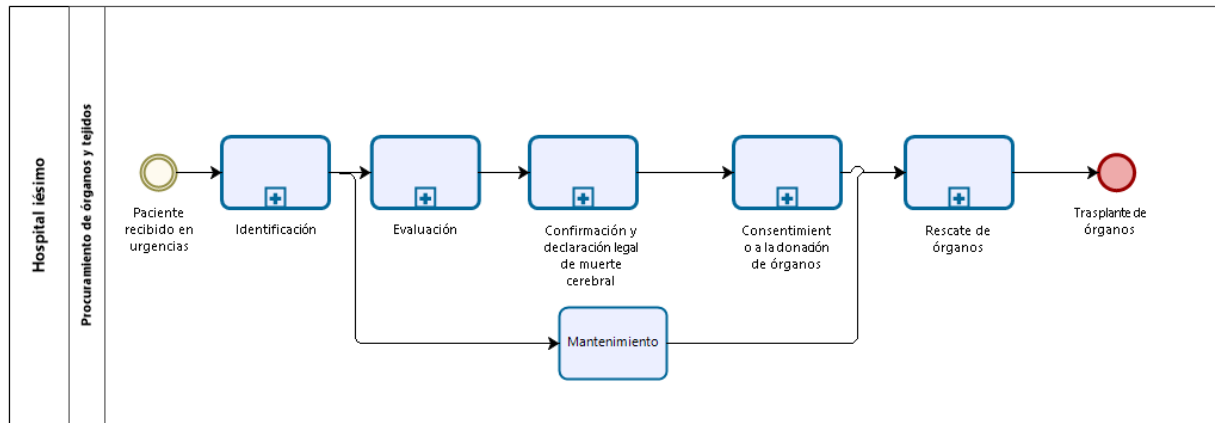 Hospital iésimo
Procuramiento de órganos y tejidos
Paciente
recibido en
urgencias
Identificación
Evaluación
Confirmación y
declaración legal
de muerte
cerebral
Consentimient
o a la donación
de órganos
Rescate de
órganos
Trasplante de
órganos
Mantenimiento